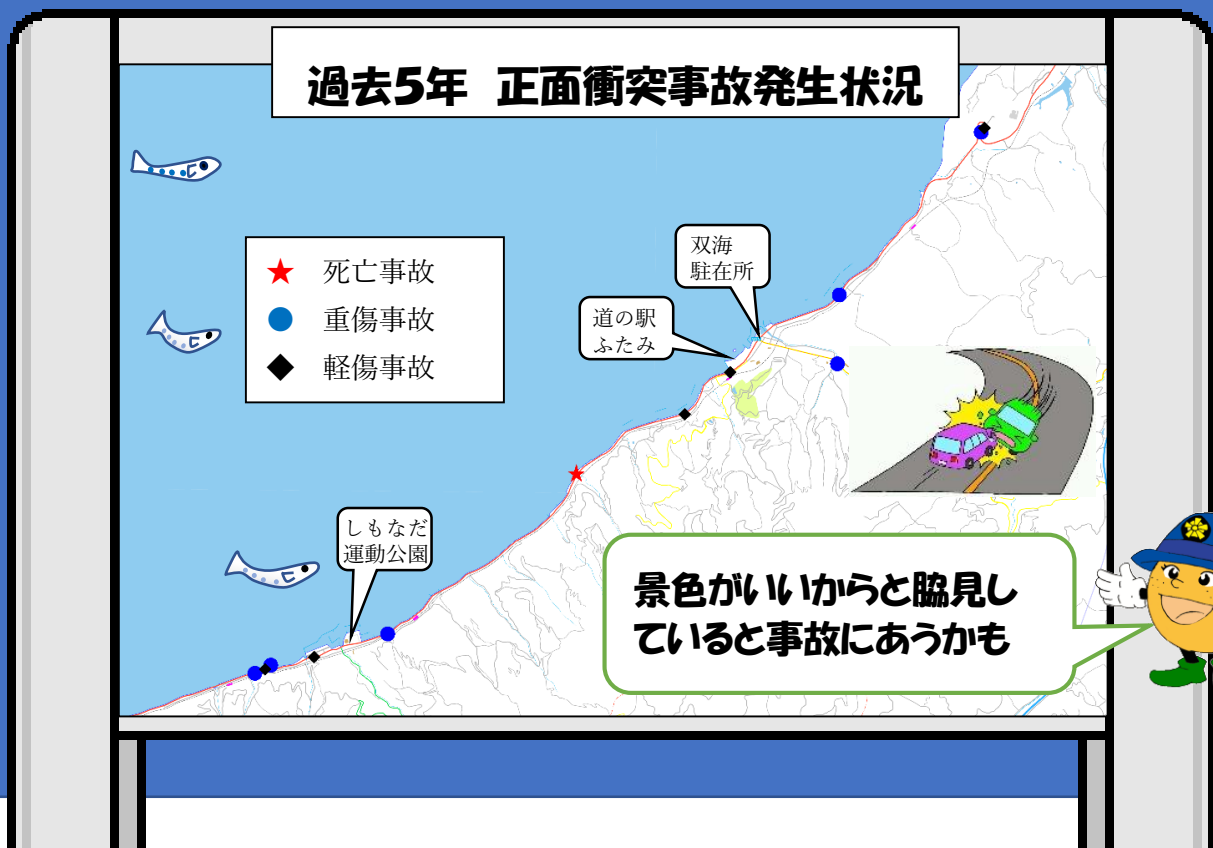 過去5年 正面衝突事故発生状況
双海
駐在所
死亡事故
重傷事故
軽傷事故
道の駅
ふたみ
しもなだ
運動公園
景色がいいからと脇見し
ていると事故にあうかも